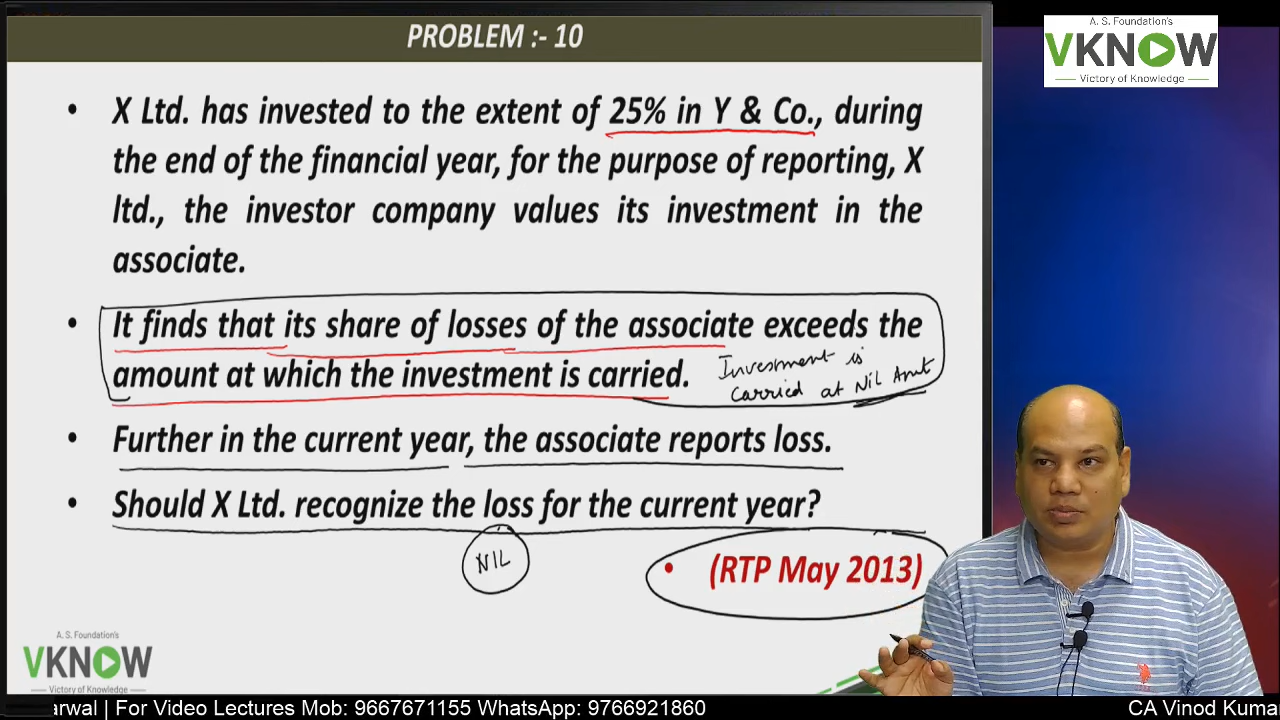 PROBLEM :- 10
A. S. Foundation's
VKNOW
Victory of Knowledge
• X Ltd. has invested to the extent of 25% in Y & Co., during
the end of the financial year, for the purpose of reporting, X
ltd., the investor company values its investment in the
associate.
• It finds that its share of losses of the associate exceeds the
amount at which the investment is carried.
Investment is
carried at Nil Amt
• Further in the current year, the associate reports loss.
• Should X Ltd. recognize the loss for the current year?
NIL
• (RTP May 2013)
A. S. Foundation's
VKNOW
Victory of Knowledge
arwal | For Video Lectures Mob: 9667671155 WhatsApp: 9766921860
CA Vinod Kuma